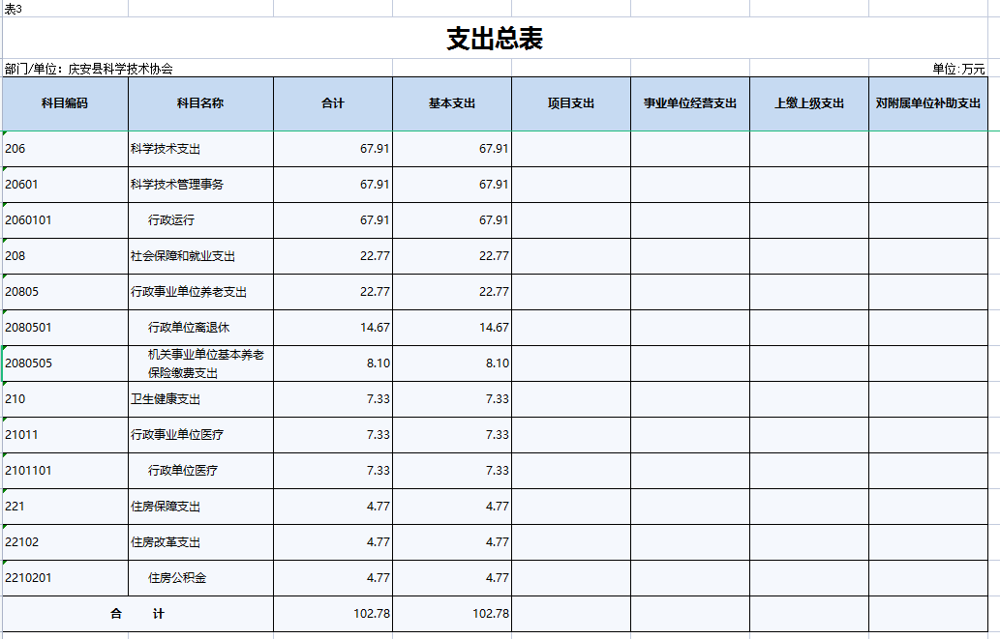 表3
支出总表
部门/单位：庆安县科学技术协会 单位:万元
科目编码 科目名称 合计 基本支出 项目支出 事业单位经营支出 上缴上级支出 对附属单位补助支出
206 科学技术支出 67.91 67.91
20601 科学技术管理事务 67.91 67.91
2060101 行政运行 67.91 67.91
208 社会保障和就业支出 22.77 22.77
20805 行政事业单位养老支出 22.77 22.77
2080501 行政单位离退休 14.67 14.67
2080505 机关事业单位基本养老
保险缴费支出 8.10 8.10
210 卫生健康支出 7.33 7.33
21011 行政事业单位医疗 7.33 7.33
2101101 行政单位医疗 7.33 7.33
221 住房保障支出 4.77 4.77
22102 住房改革支出 4.77 4.77
2210201 住房公积金 4.77 4.77
合 计 102.78 102.78